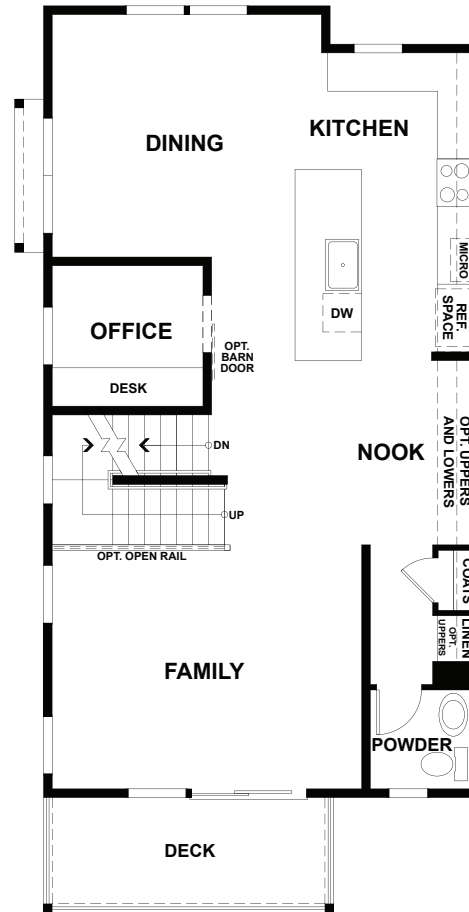 DINING
KITCHEN
MICRO
REF.
SPACE
DW
OFFICE
DESK
OPT.
BARN
DOOR
NOOK
OPT. UPPERS
AND LOWERS
DN
UP
OPT. OPEN RAIL
COATS
LINEN
OPT.
UPPERS
FAMILY
POWDER
DECK